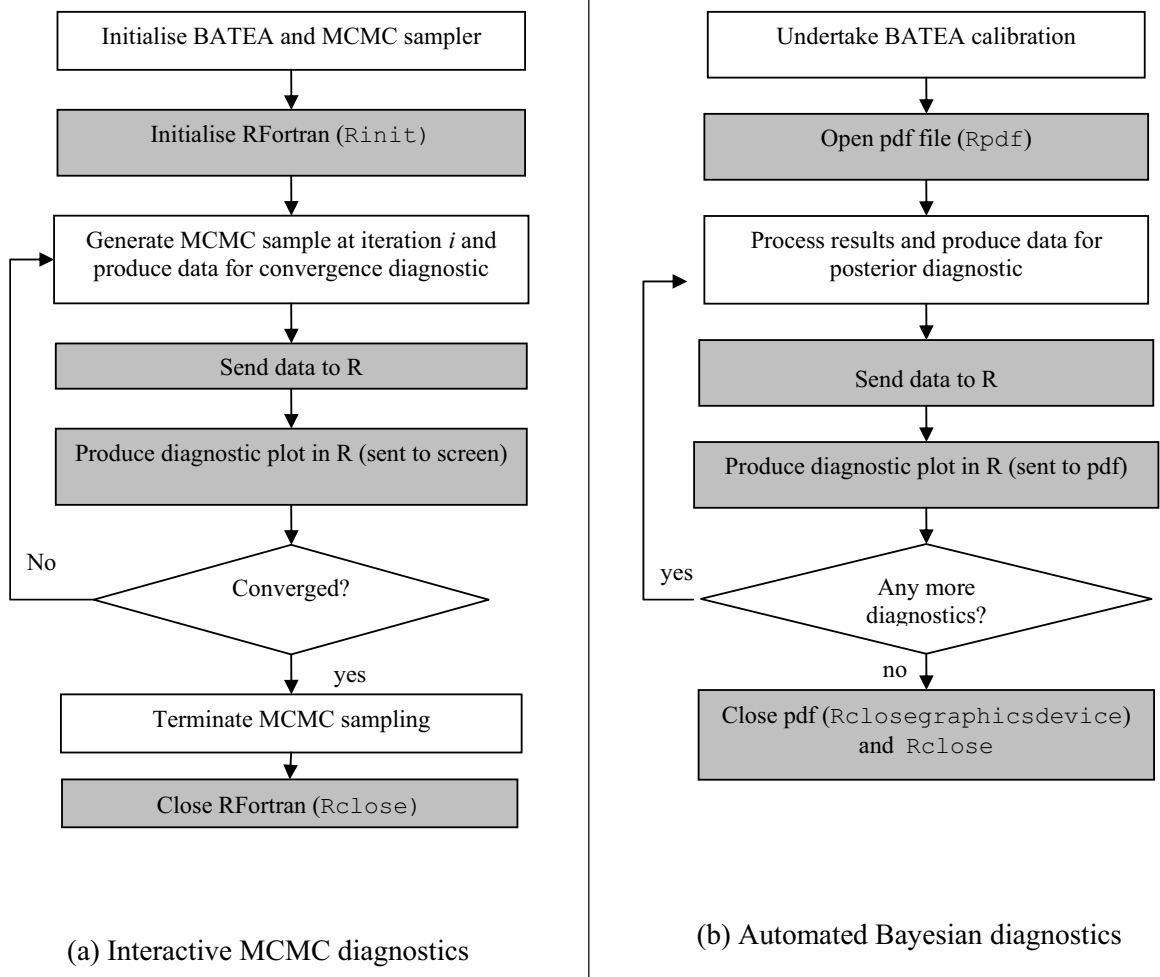 Initialise BATEA and MCMC sampler
Initialise RFortran (Rinit)
Generate MCMC sample at iteration i and
produce data for convergence diagnostic
Send data to R
Produce diagnostic plot in R (sent to screen)
No
Converged?
yes
Terminate MCMC sampling
Close RFortran (Rclose)
(a) Interactive MCMC diagnostics
Undertake BATEA calibration
Open pdf file (Rpdf)
Process results and produce data for
posterior diagnostic
Send data to R
Produce diagnostic plot in R (sent to pdf)
yes
Any more
diagnostics?
no
Close pdf (Rclosegraphicsdevice)
and Rclose
(b) Automated Bayesian diagnostics